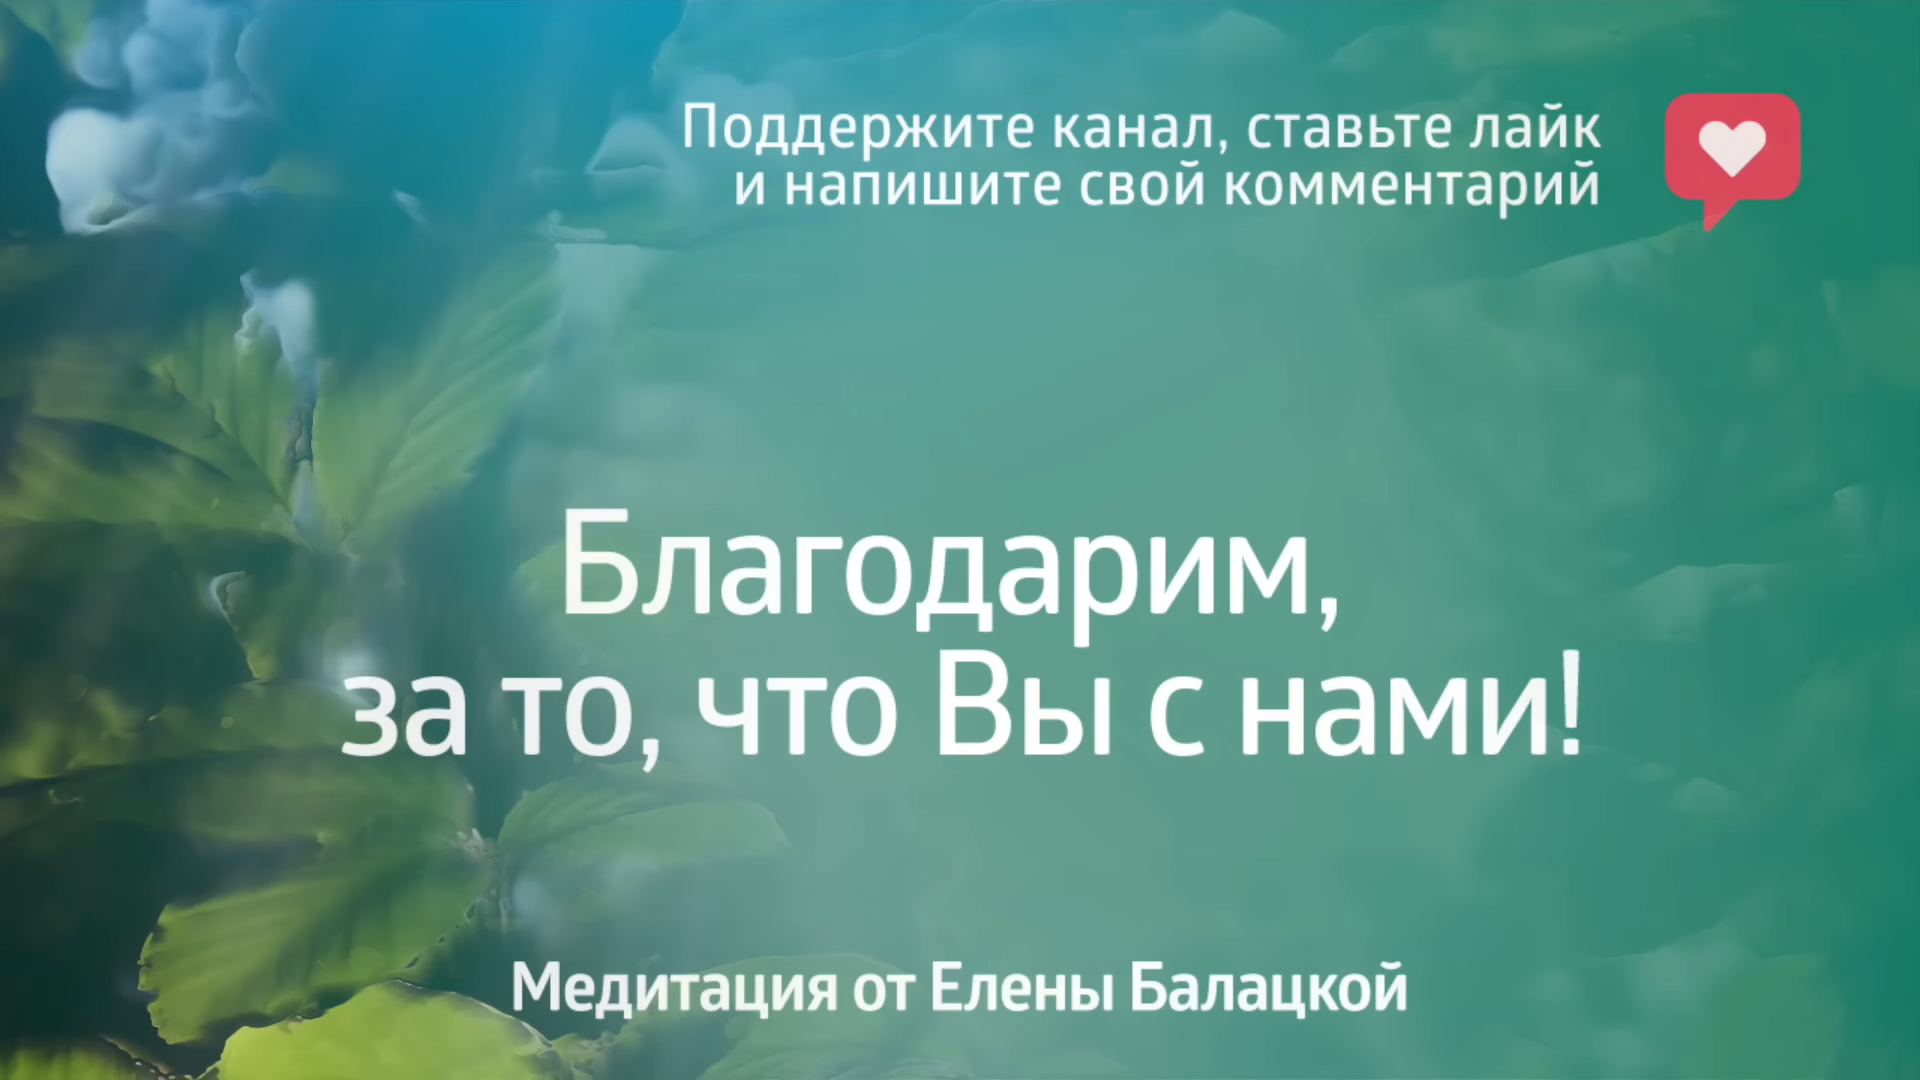 Поддержите канал, ставьте лайк
и напишите свой комментарий
Благодарим,
за то, что Вы с нами!
Медитация от Елены Балацкой